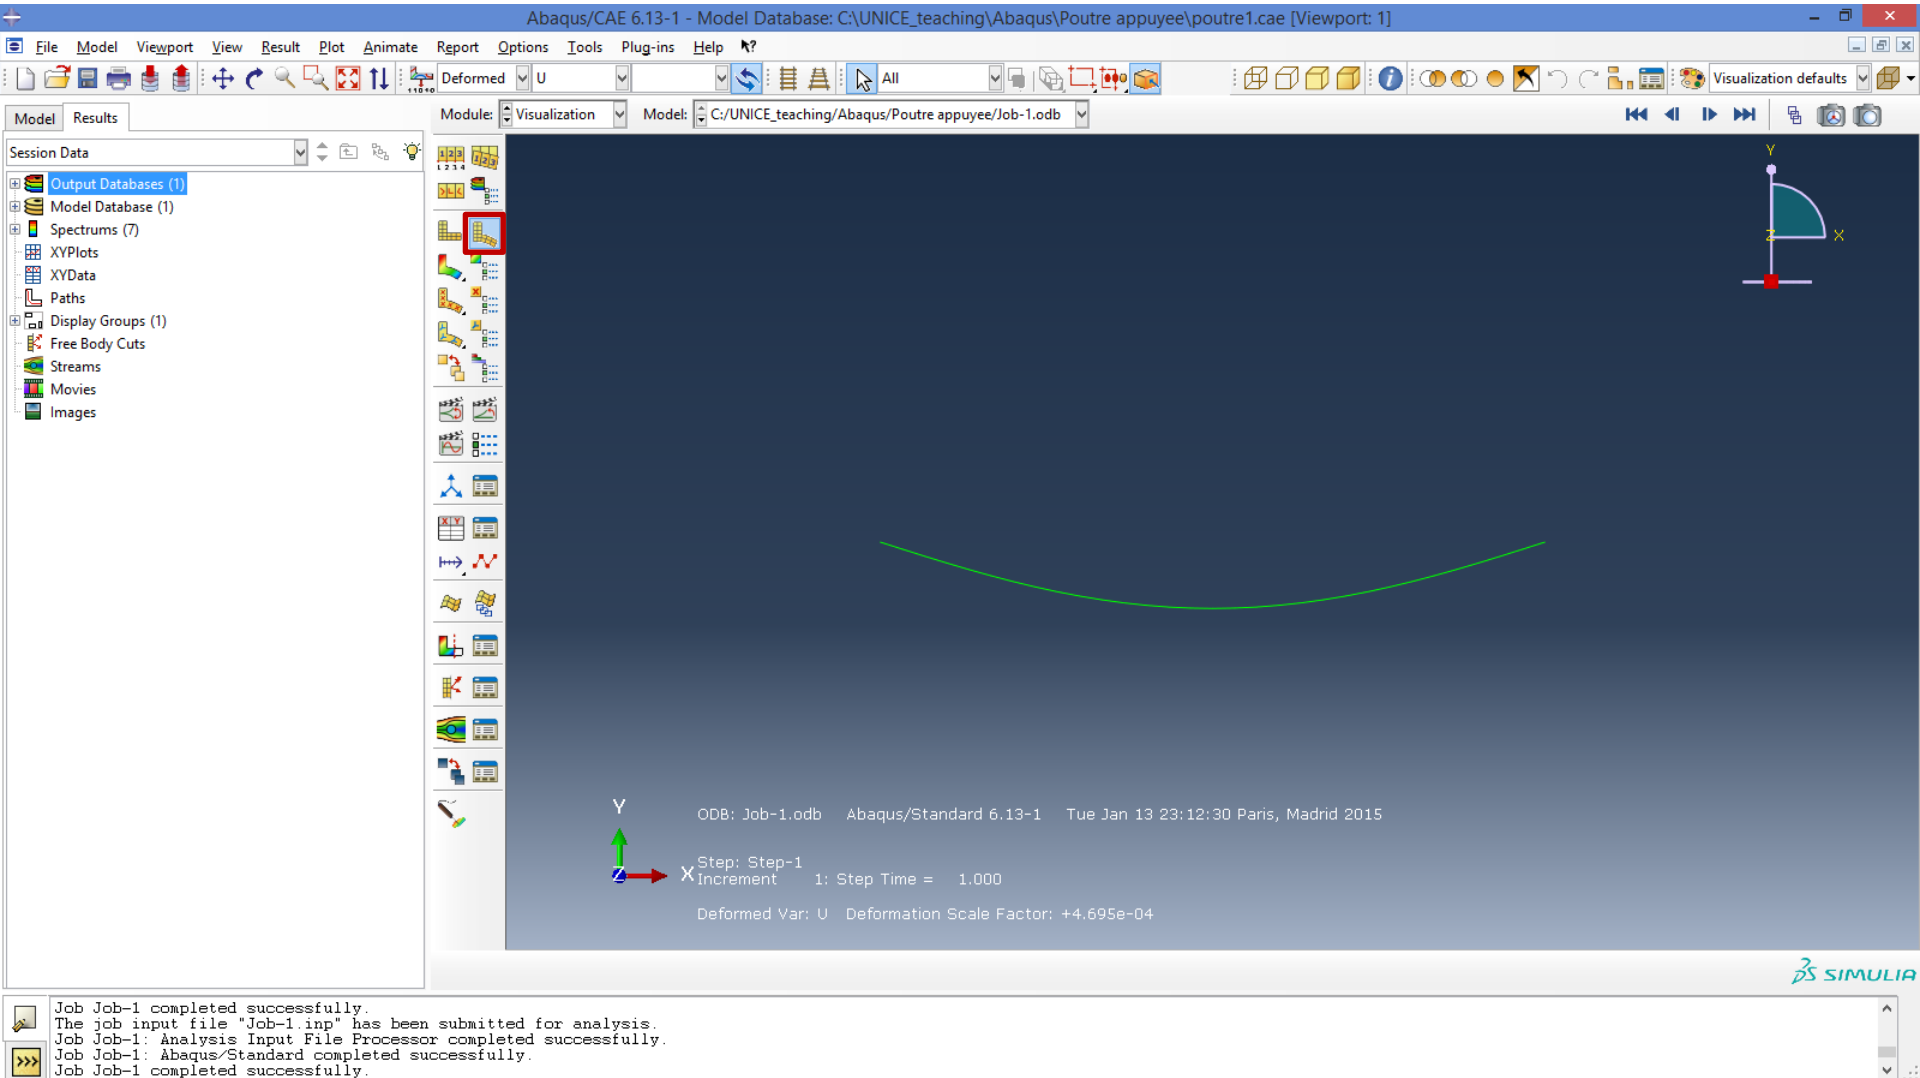 Abaqus/CAE 6.13-1 - Model Database: C:\UNICE_teaching\Abaqus\Poutre appuyee\poutre1.cae [Viewport: 1]
File Model Viewport View Result Plot Animate Report Options Tools Plug-ins Help
Deformed U All Visualization defaults
Model Results
Module: Visualization Model: C:/UNICE_teaching/Abaqus/Poutre appuyee/Job-1.odb
Session Data
Output Databases (1)
Model Database (1)
Spectrums (7)
XYPlots
XYData
Paths
Display Groups (1)
Free Body Cuts
Streams
Movies
Images
Y
Z X
Y
Z X
ODB: Job-1.odb Abaqus/Standard 6.13-1 Tue Jan 13 23:12:30 Paris, Madrid 2015
Step: Step-1
Increment 1: Step Time = 1.000
Deformed Var: U Deformation Scale Factor: +4.695e-04
SIMULIA
Job Job-1 completed successfully.
The job input file "Job-1.inp" has been submitted for analysis.
Job Job-1: Analysis Input File Processor completed successfully.
Job Job-1: Abaqus/Standard completed successfully.
Job Job-1 completed successfully.